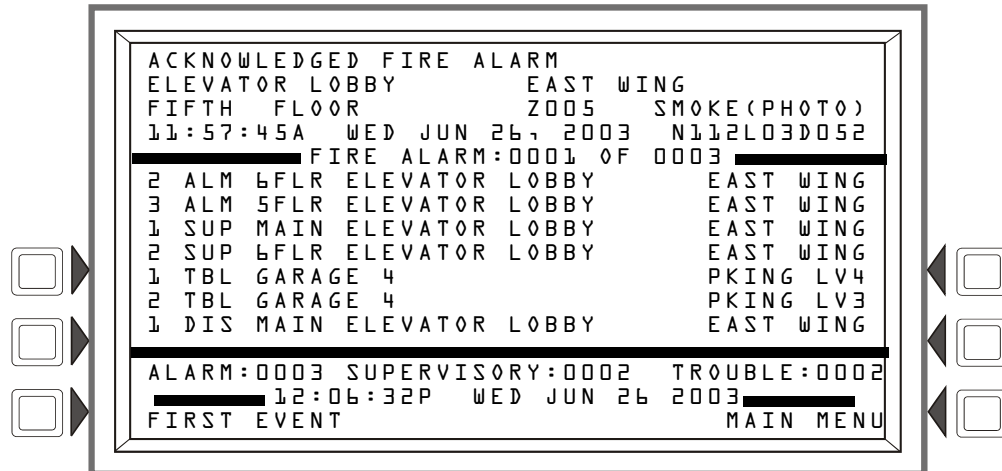 ACKNOWLEDGED FIRE ALARM
ELEVATOR LOBBY EAST WING
FIFTH FLOOR Z005 SMOKE(PHOTO)
11:57:45A WED JUN 26, 2003 N112L03D052
FIRE ALARM:0001 OF 0003
2 ALM 6FLR ELEVATOR LOBBY EAST WING
3 ALM 5FLR ELEVATOR LOBBY EAST WING
1 SUP MAIN ELEVATOR LOBBY EAST WING
2 SUP 6FLR ELEVATOR LOBBY EAST WING
1 TBL GARAGE 4 PKING LV4
2 TBL GARAGE 4 PKING LV3
1 DIS MAIN ELEVATOR LOBBY EAST WING
ALARM:0003 SUPERVISORY:0002 TROUBLE:0002
12:06:32P WED JUN 26 2003
FIRST EVENT MAIN MENU